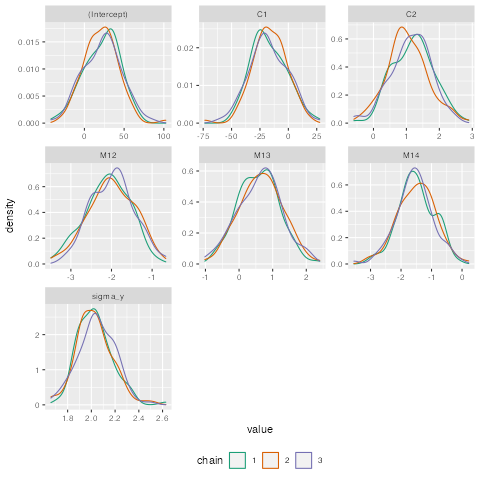 (Intercept) C1 C2
0.015 0.010 0.005 0.000
0.02 0.01 0.00
0.6 0.4 0.2 0.0
0 50 100 -75 -50 -25 0 25 0 1 2 3
M12 M13 M14
0.6 0.4 0.2 0.0
0.6 0.4 0.2 0.0
0.6 0.4 0.2 0.0
-3 -2 -1 -1 0 1 2 -3 -2 -1 0
sigma_y
2 1 0
1.8 2.0 2.2 2.4 2.6
density
value
chain 1 2 3